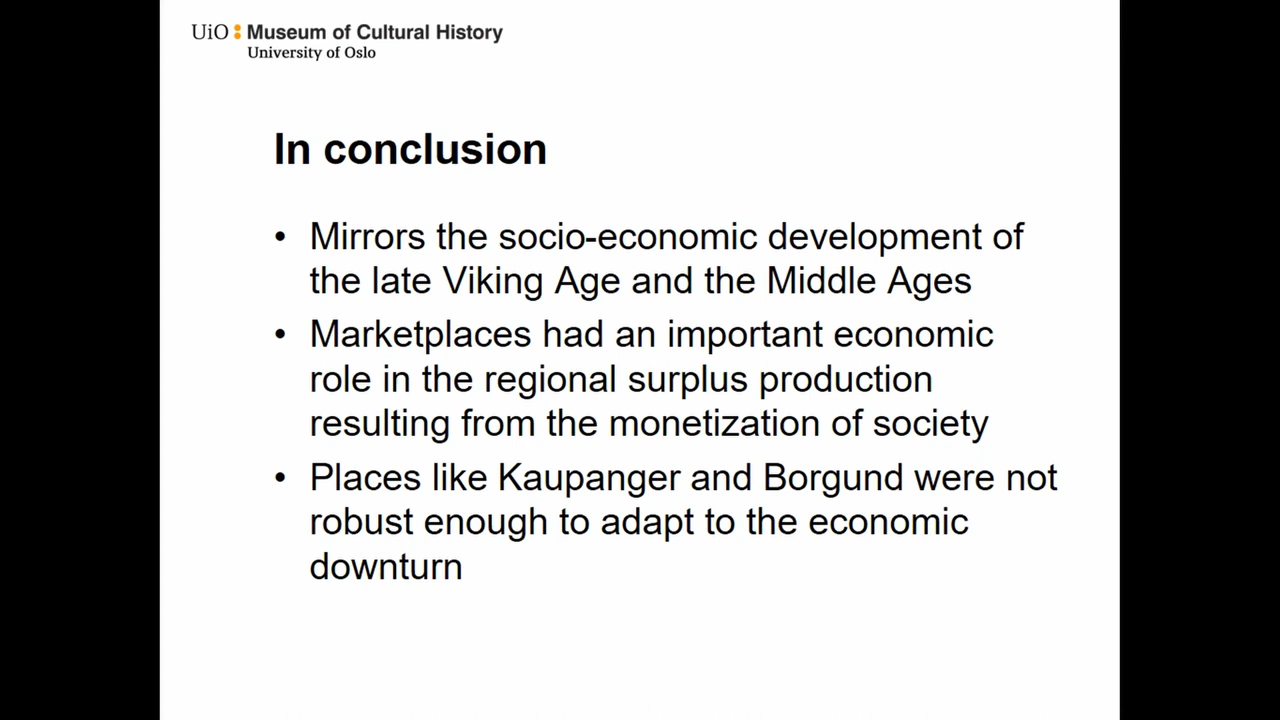 UiO : Museum of Cultural History
University of Oslo
In conclusion
• Mirrors the socio-economic development of
the late Viking Age and the Middle Ages
• Marketplaces had an important economic
role in the regional surplus production
resulting from the monetization of society
• Places like Kaupanger and Borgund were not
robust enough to adapt to the economic
downturn